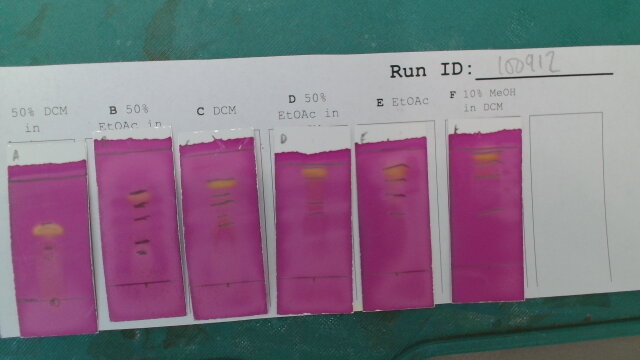 Run ID: 100912
50% DCM
in
B 50%
EtOAc in
C DCM
D 50%
EtOAc in
E EtOAc
F 10% MeOH
in DCM
A
D
E